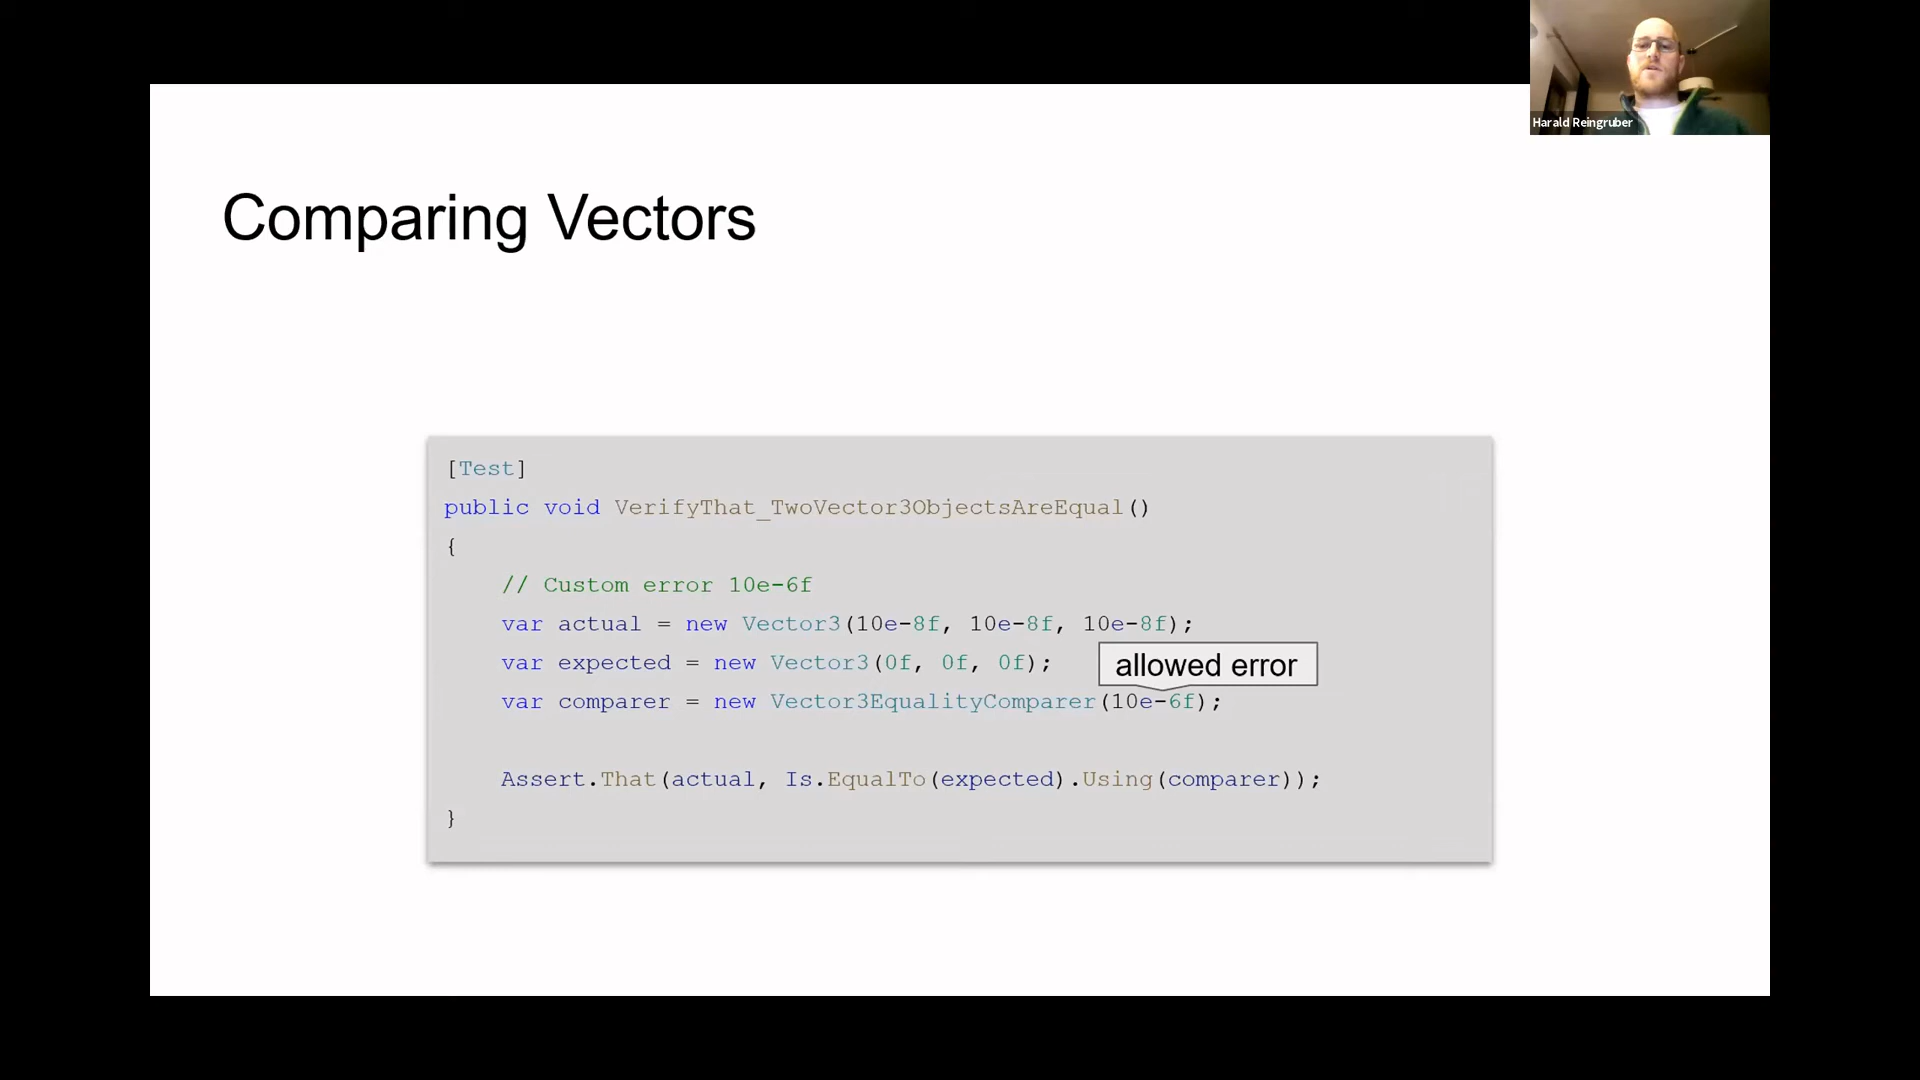 Harald Reingruber
Comparing Vectors
[Test]
public void VerifyThat_TwoVector3ObjectsAreEqual()
{
// Custom error 10e-6f
var actual = new Vector3(10e-8f, 10e-8f, 10e-8f);
var expected = new Vector3(0f, 0f, 0f);
allowed error
var comparer = new Vector3EqualityComparer(10e-6f);
Assert.That(actual, Is.EqualTo(expected).Using(comparer));
}